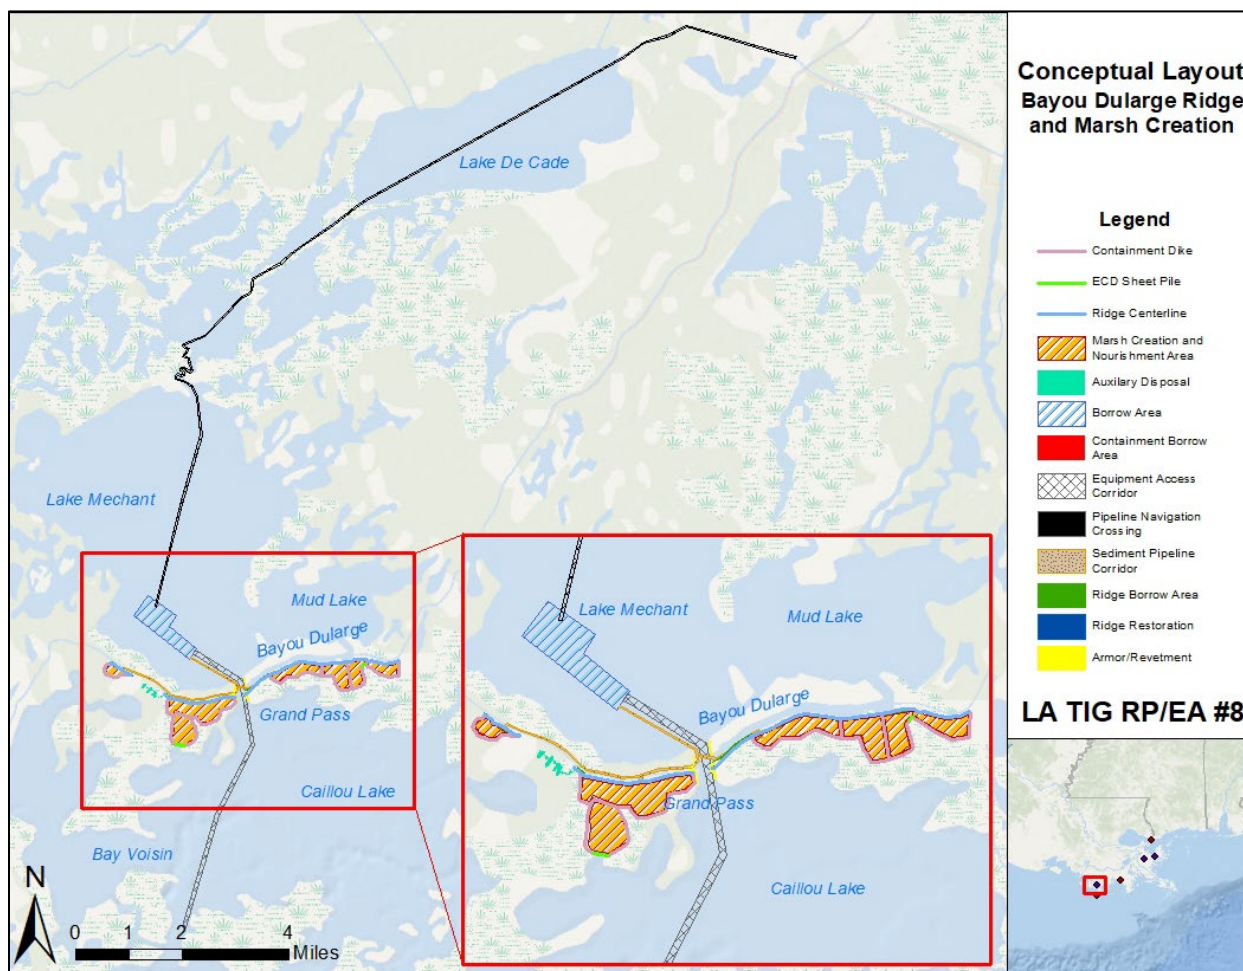 Conceptual Layout
Bayou Dularge Ridge
and Marsh Creation
Legend
Containment Dike
ECD Sheet Pile
Ridge Centerline
Marsh Creation and
Nourishment Area
Auxilary Disposal
Borrow Area
Containment Borrow
Area
Equipment Access
Corridor
Pipeline Navigation
Crossing
Sediment Pipeline
Corridor
Ridge Borrow Area
Ridge Restoration
Armor/Revetment
LA TIG RP/EA #8
Lake De Cade
Lake Mechant
Mud Lake
Bayou Dularge
Grand Pass
Caillou Lake
Bay Voisin
Lake Mechant
Mud Lake
Bayou Dularge
Grand Pass
Caillou Lake
N
0 1 2 4
Miles